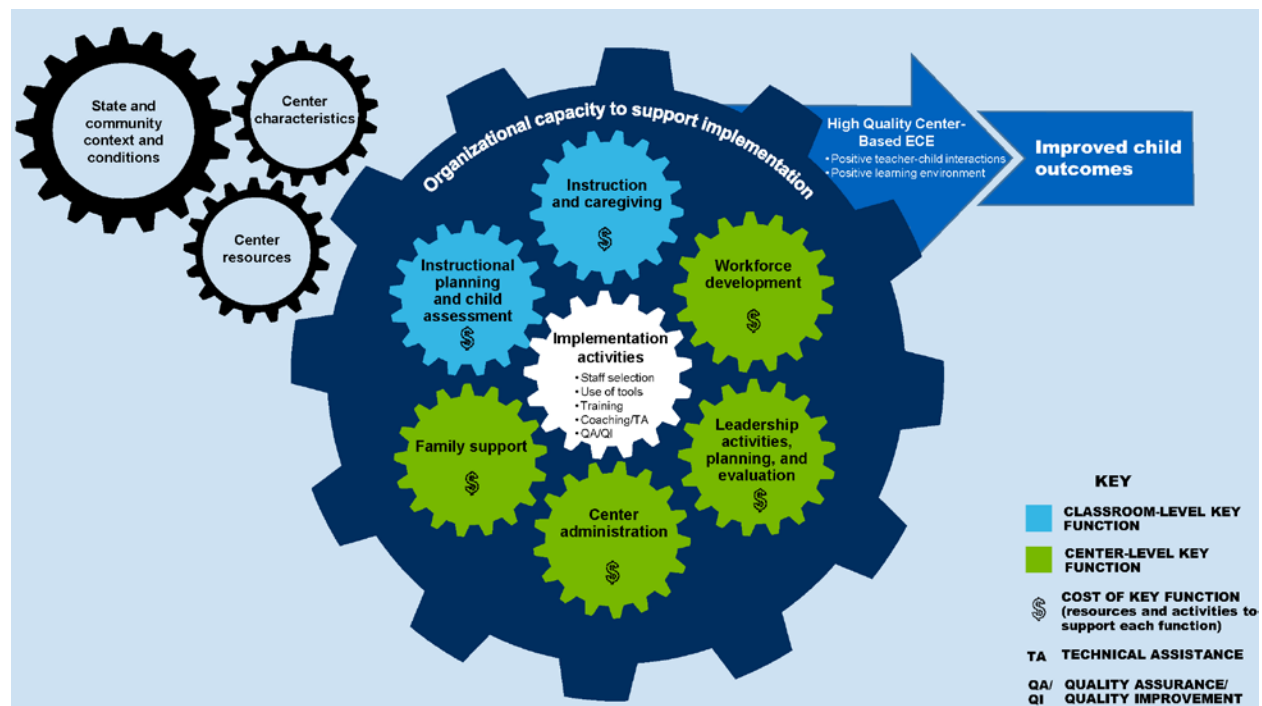 State and
community
context and
conditions
Center
characteristics
Center
resources
Organizational capacity to support implementation
Instruction
and caregiving
$
Instructional
planning
and child
assessment
$
Workforce
development
$
Implementation
activities
•Staff selection
•Use of tools
•Training
•Coaching/TA
•QA/QI
Family support
$
Leadership
activities,
planning, and
evaluation
$
Center
administration
$
High Quality Center-
Based ECE
•Positive teacher-child interactions
•Positive learning environment
Improved child
outcomes
KEY
CLASSROOM-LEVEL KEY
FUNCTION
CENTER-LEVEL KEY
FUNCTION
$ COST OF KEY FUNCTION
(resources and activities to
support each function)
TA TECHNICAL ASSISTANCE
QA/ QUALITY ASSURANCE/
QI QUALITY IMPROVEMENT